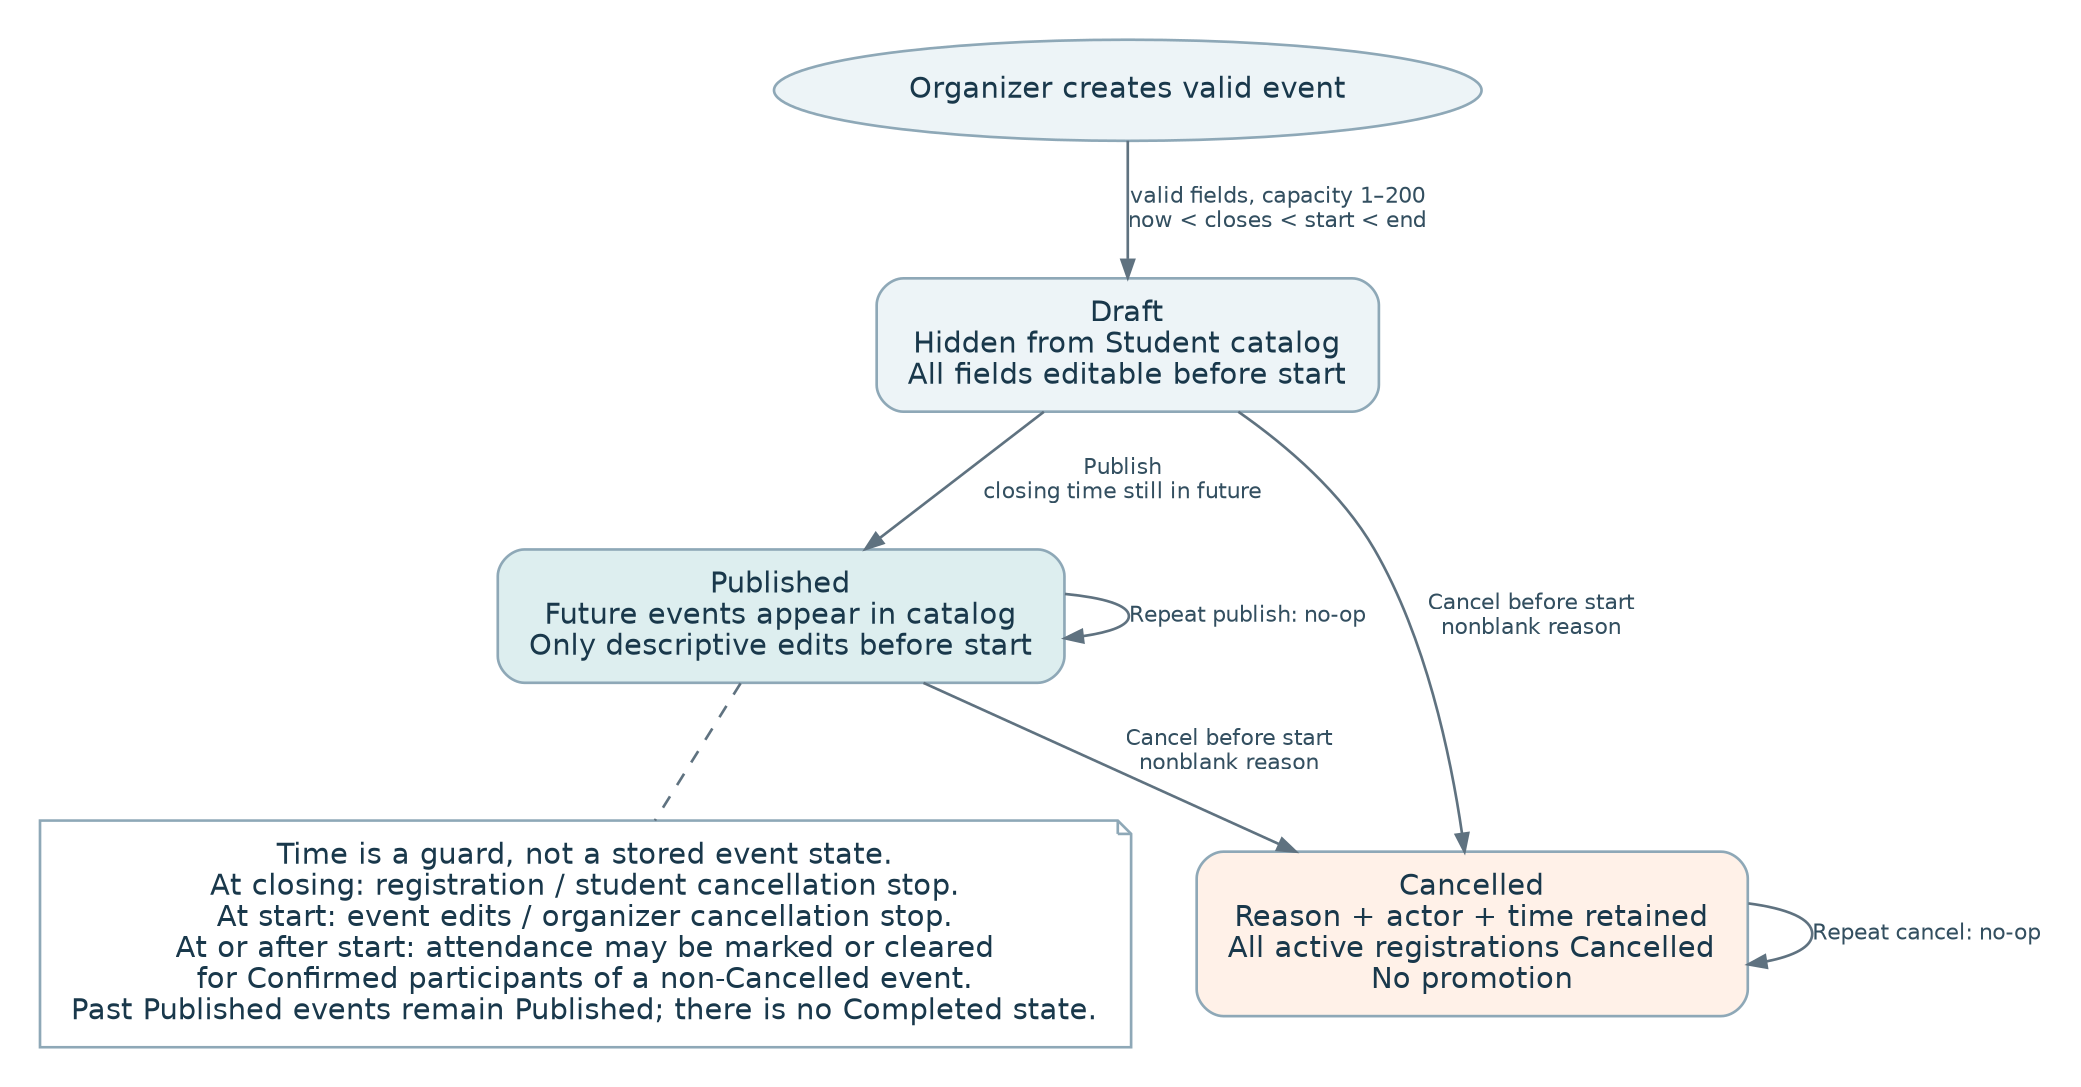 Organizer creates valid event
valid fields, capacity 1–200
now < closes < start < end
Draft
Hidden from Student catalog
All fields editable before start
Publish
closing time still in future
Published
Future events appear in catalog
Only descriptive edits before start
Repeat publish: no-op
Cancel before start
nonblank reason
Cancel before start
nonblank reason
Time is a guard, not a stored event state.
At closing: registration / student cancellation stop.
At start: event edits / organizer cancellation stop.
At or after start: attendance may be marked or cleared
for Confirmed participants of a non-Cancelled event.
Past Published events remain Published; there is no Completed state.
Cancelled
Reason + actor + time retained
All active registrations Cancelled
No promotion
Repeat cancel: no-op